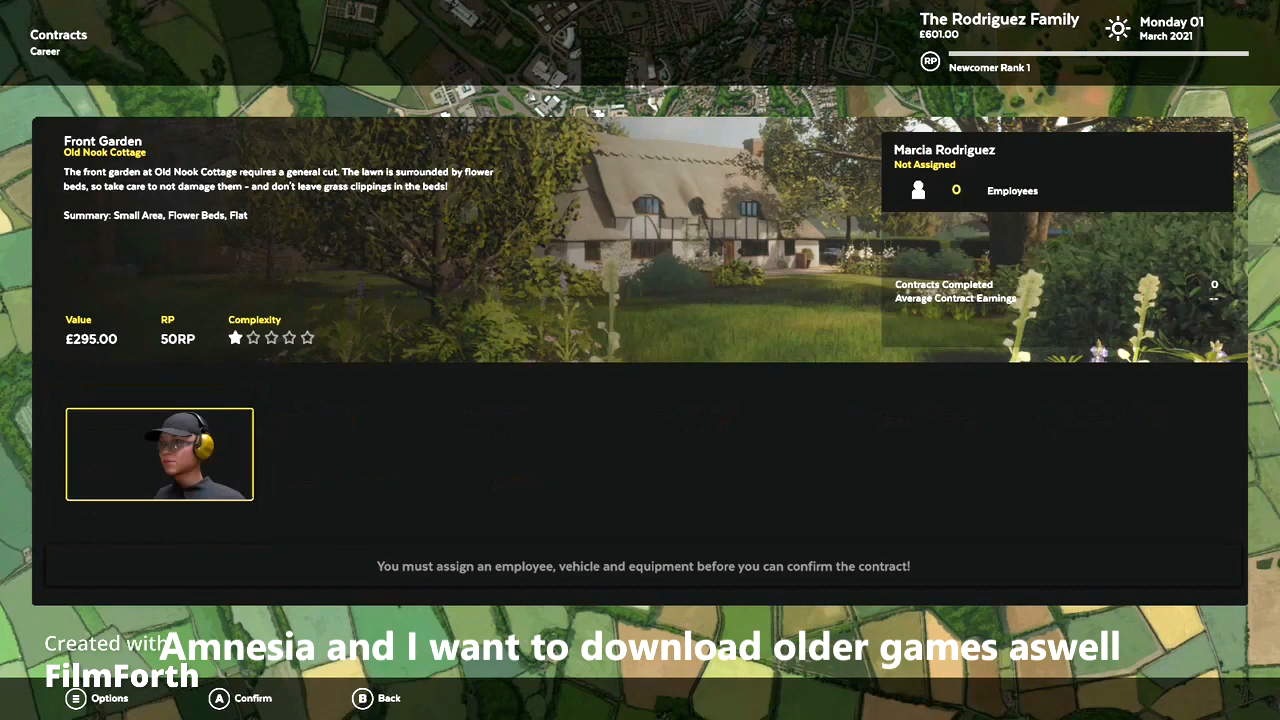 Contracts
Career
The Rodriguez Family
£601.00
Monday 01
March 2021
RP
Newcomer Rank 1
Front Garden
Old Nook Cottage
The front garden at Old Nook Cottage requires a general cut. The lawn is surrounded by flower
beds, so take care to not damage them - and don't leave grass clippings in the beds!
Summary: Small Area, Flower Beds, Flat
Value
RP
Complexity
£295.00
50RP
Marcia Rodriguez
Not Assigned
0
Employees
Contracts Completed
0
Average Contract Earnings
--
You must assign an employee, vehicle and equipment before you can confirm the contract!
Created with
FilmForth
Amnesia and I want to download older games aswell
Options
A
Confirm
B
Back